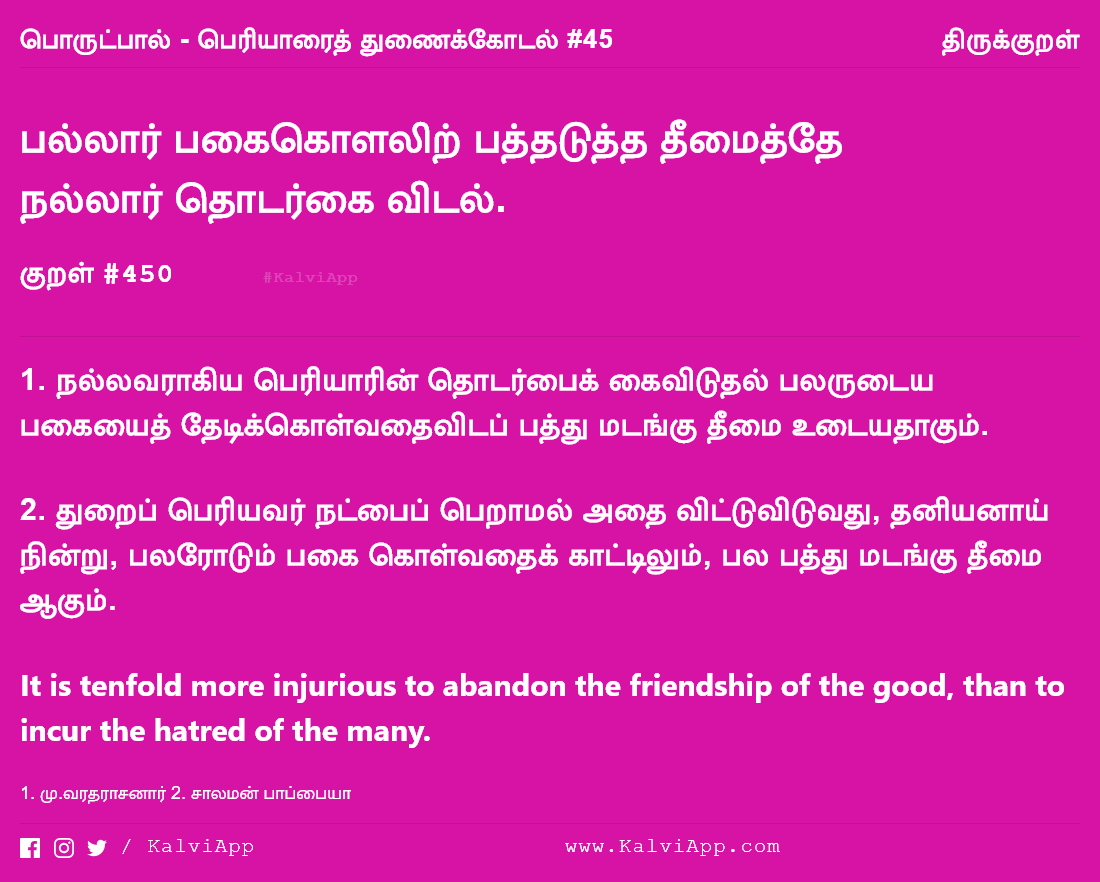 பொருட்பால் - பெரியாரைத் துணைக்கோடல் #45 திருக்குறள்
பல்லார் பகைகொளலிற் பத்தடுத்த தீமைத்தே
நல்லார் தொடர்கை விடல்.
குறள் #450 #KalviApp
1. நல்லவராகிய பெரியாரின் தொடர்பைக் கைவிடுதல் பலருடைய
பகையைத் தேடிக்கொள்வதைவிடப் பத்து மடங்கு தீமை உடையதாகும்.
2. துறைப் பெரியவர் நட்பைப் பெறாமல் அதை விட்டுவிடுவது, தனியனாய்
நின்று, பலரோடும் பகை கொள்வதைக் காட்டிலும், பல பத்து மடங்கு தீமை
ஆகும்.
It is tenfold more injurious to abandon the friendship of the good, than to
incur the hatred of the many.
1. மு.வரதராசனார் 2. சாலமன் பாப்பையா
/ KalviApp www.KalviApp.com